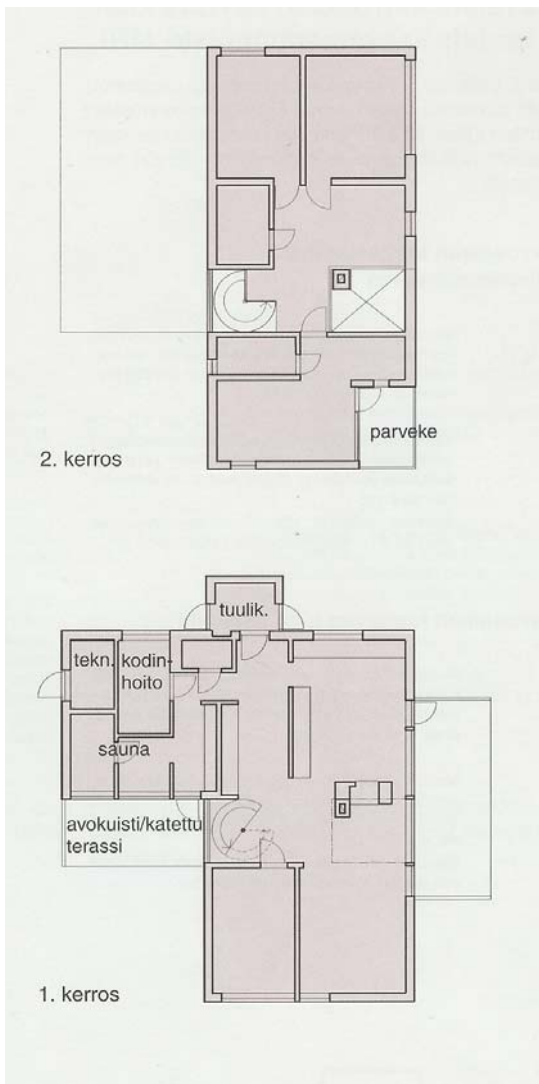 parveke
2. kerros
tuulik.
tekn.
kodin-
hoito
sauna
avokuisti/katettu
terassi
1. kerros